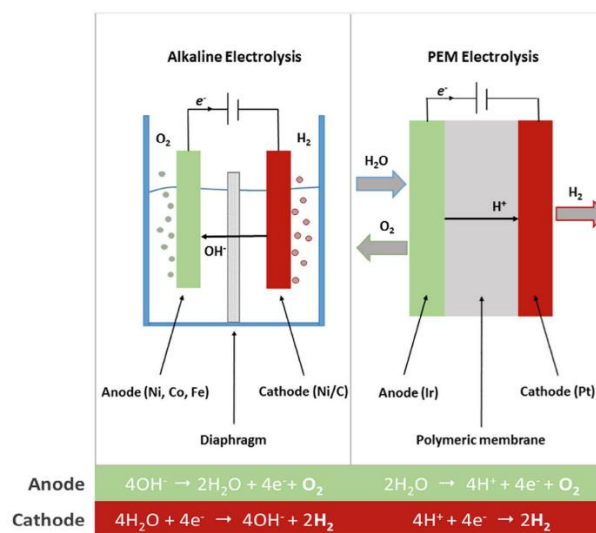 Alkaline Electrolysis
PEM Electrolysis
e⁻
e⁻
O₂
H₂
H₂O
H₂
H⁺
O₂
OH⁻
Anode (Ni, Co, Fe)
Cathode (Ni/C)
Anode (Ir)
Cathode (Pt)
Diaphragm
Polymeric membrane
Anode 4OH⁻ → 2H₂O + 4e⁻ + O₂ 2H₂O → 4H⁺ + 4e⁻ + O₂
Cathode 4H₂O + 4e⁻ → 4OH⁻ + 2H₂ 4H⁺ + 4e⁻ → 2H₂